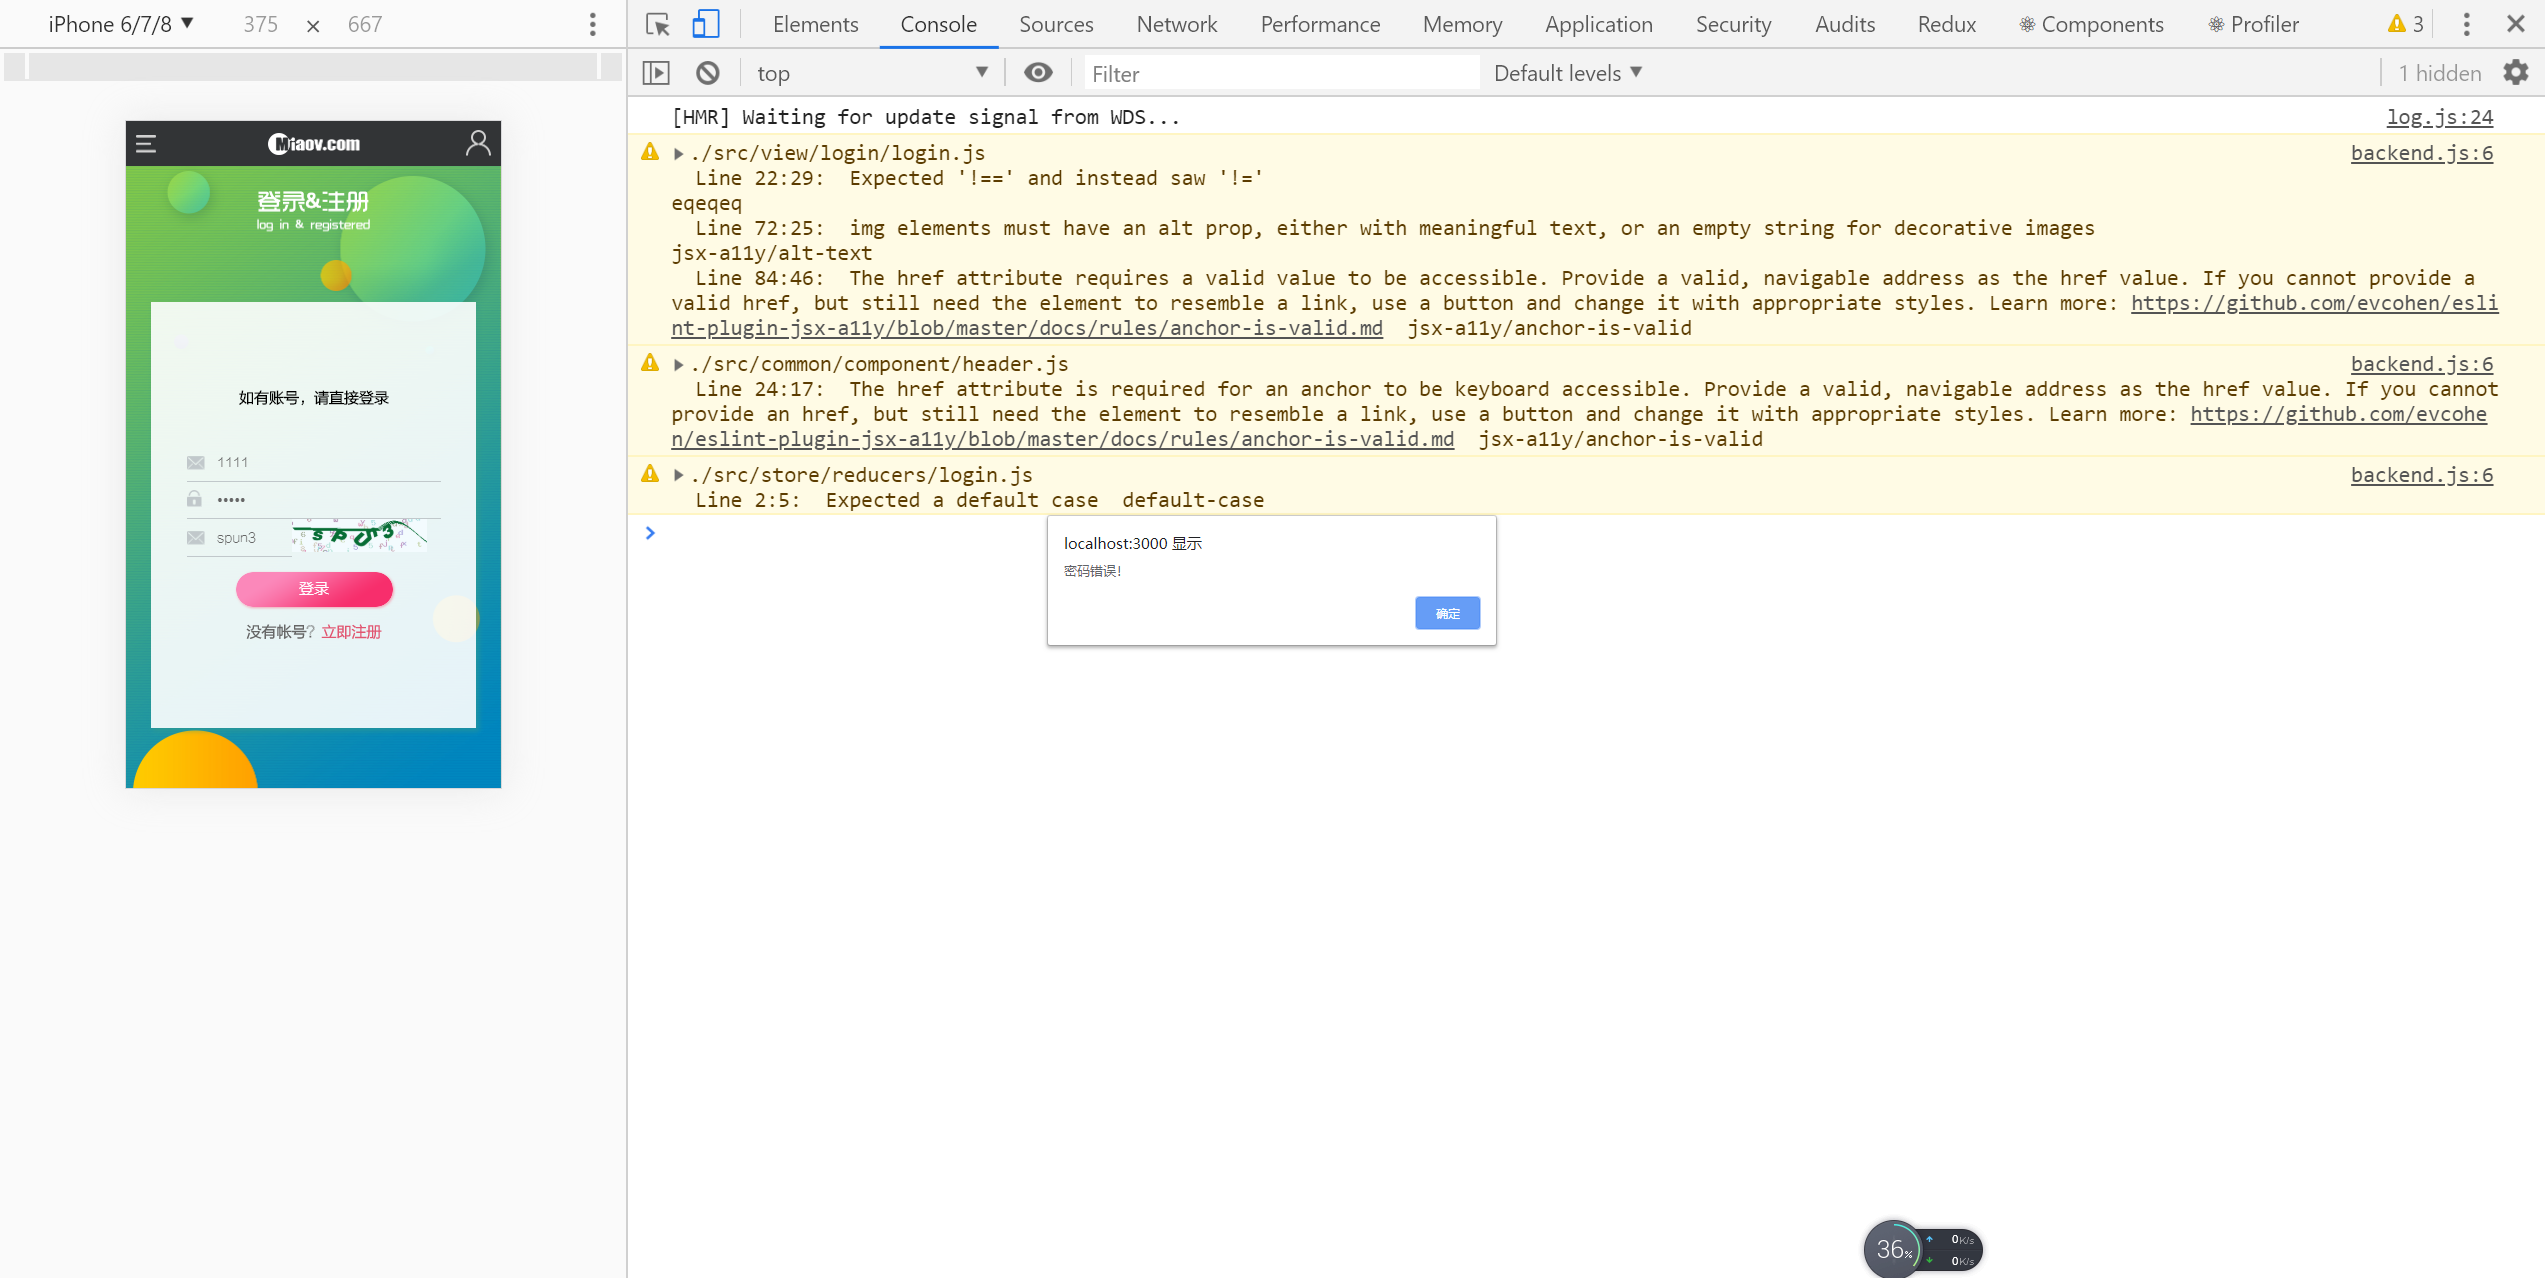 iPhone 6/7/8 ▼ 375 × 667
Elements Console Sources Network Performance Memory Application Security Audits Redux Components Profiler 3
top ▼ Filter Default levels ▼ 1 hidden
[HMR] Waiting for update signal from WDS... log.js:24
./src/view/login/login.js backend.js:6
Line 22:29: Expected '!==' and instead saw '!='
eqeqeq
Line 72:25: img elements must have an alt prop, either with meaningful text, or an empty string for decorative images
jsx-a11y/alt-text
Line 84:46: The href attribute requires a valid value to be accessible. Provide a valid, navigable address as the href value. If you cannot provide a
valid href, but still need the element to resemble a link, use a button and change it with appropriate styles. Learn more: https://github.com/evcohen/esli
nt-plugin-jsx-a11y/blob/master/docs/rules/anchor-is-valid.md jsx-a11y/anchor-is-valid
./src/common/component/header.js backend.js:6
Line 24:17: The href attribute is required for an anchor to be keyboard accessible. Provide a valid, navigable address as the href value. If you cannot
provide an href, but still need the element to resemble a link, use a button and change it with appropriate styles. Learn more: https://github.com/evcohe
n/eslint-plugin-jsx-a11y/blob/master/docs/rules/anchor-is-valid.md jsx-a11y/anchor-is-valid
./src/store/reducers/login.js backend.js:6
Line 2:5: Expected a default case default-case
localhost:3000 显示
密码错误!
确定
Miaov.com
登录&注册
log in & registered
如有账号，请直接登录
1111
•••••
spun3 sPUn3
登录
没有帐号？立即注册
36% 0K/s
0K/s